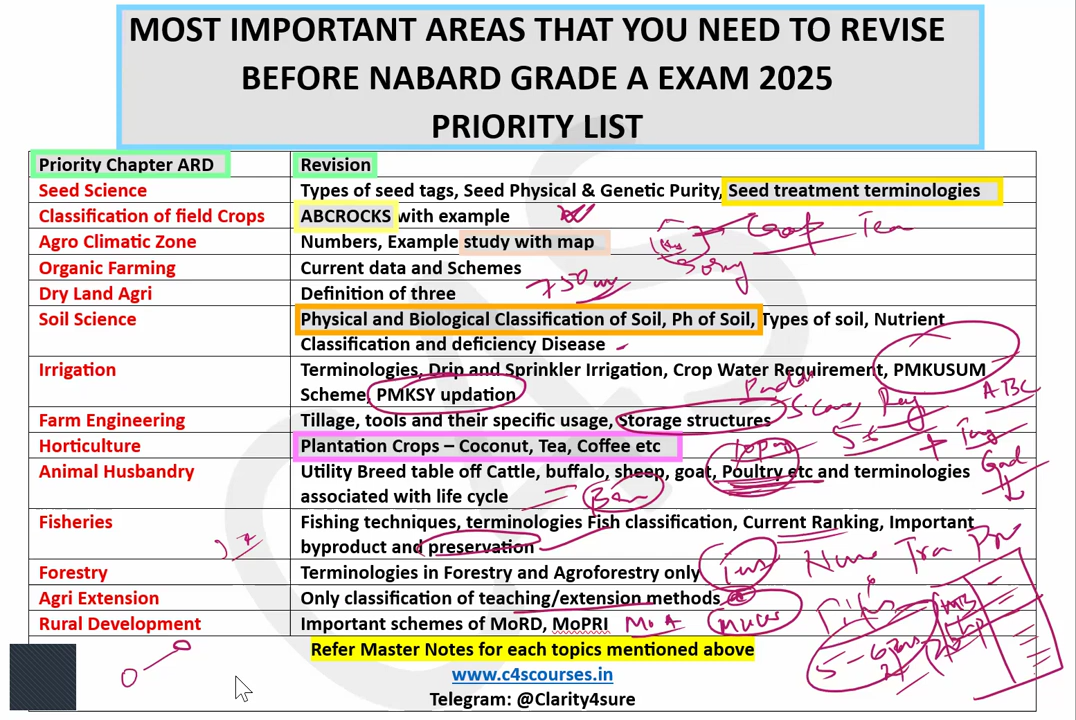 MOST IMPORTANT AREAS THAT YOU NEED TO REVISE
BEFORE NABARD GRADE A EXAM 2025
PRIORITY LIST
Priority Chapter ARD Revision
Seed Science Types of seed tags, Seed Physical & Genetic Purity, Seed treatment terminologies
Classification of field Crops ABCROCKS with example
Agro Climatic Zone Numbers, Example study with map
Organic Farming Current data and Schemes
Dry Land Agri Definition of three
750
Soil Science Physical and Biological Classification of Soil, Ph of Soil, Types of soil, Nutrient
Classification and deficiency Disease
Irrigation Terminologies, Drip and Sprinkler Irrigation, Crop Water Requirement, PMKUSUM
Scheme, PMKSY updation
ABC
Farm Engineering Tillage, tools and their specific usage, Storage structures
Horticulture Plantation Crops – Coconut, Tea, Coffee etc
Animal Husbandry Utility Breed table off Cattle, buffalo, sheep, goat, Poultry etc and terminologies
associated with life cycle
Fisheries Fishing techniques, terminologies Fish classification, Current Ranking, Important
byproduct and preservation
Forestry Terminologies in Forestry and Agroforestry only
Agri Extension Only classification of teaching/extension methods
Rural Development Important schemes of MoRD, MoPRI
MoA
Refer Master Notes for each topics mentioned above
www.c4scourses.in
Telegram: @Clarity4sure